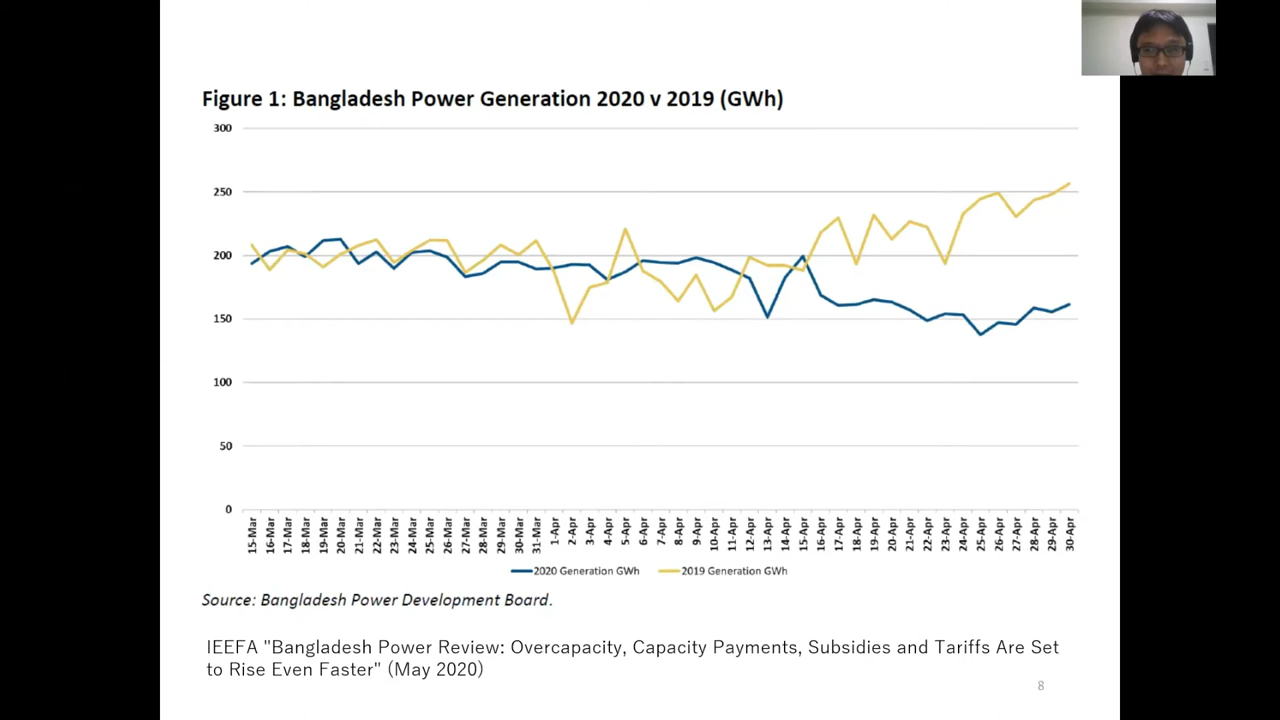 Figure 1: Bangladesh Power Generation 2020 v 2019 (GWh)
300
250
200
150
100
50
0
15-Mar 16-Mar 17-Mar 18-Mar 19-Mar 20-Mar 21-Mar 22-Mar 23-Mar 24-Mar 25-Mar 26-Mar 27-Mar 28-Mar 29-Mar 30-Mar 31-Mar 1-Apr 2-Apr 3-Apr 4-Apr 5-Apr 6-Apr 7-Apr 8-Apr 9-Apr 10-Apr 11-Apr 12-Apr 13-Apr 14-Apr 15-Apr 16-Apr 17-Apr 18-Apr 19-Apr 20-Apr 21-Apr 22-Apr 23-Apr 24-Apr 25-Apr 26-Apr 27-Apr 28-Apr 29-Apr 30-Apr
2020 Generation GWh 2019 Generation GWh
Source: Bangladesh Power Development Board.
IEEFA "Bangladesh Power Review: Overcapacity, Capacity Payments, Subsidies and Tariffs Are Set
to Rise Even Faster" (May 2020)
8